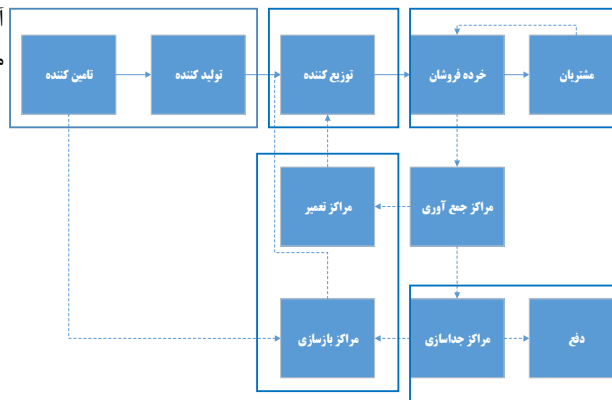 تامین کننده
تولید کننده
توزیع کننده
خرده فروشان
مشتریان
مراکز تعمیر
مراکز جمع آوری
مراکز بازسازی
مراکز جداسازی
دفع